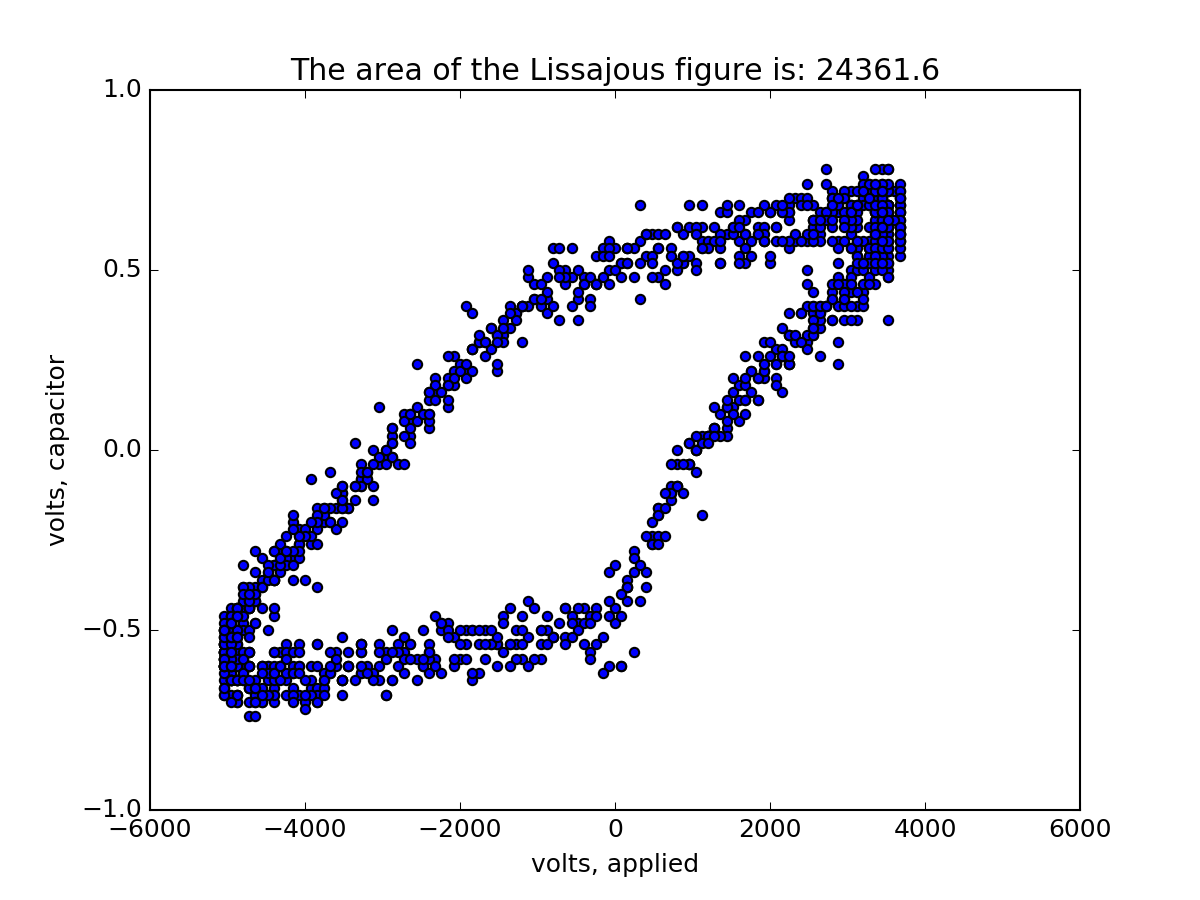 The area of the Lissajous figure is: 24361.6
1.0
0.5
0.0
−0.5
−1.0
volts, capacitor
−6000 −4000 −2000 0 2000 4000 6000
volts, applied